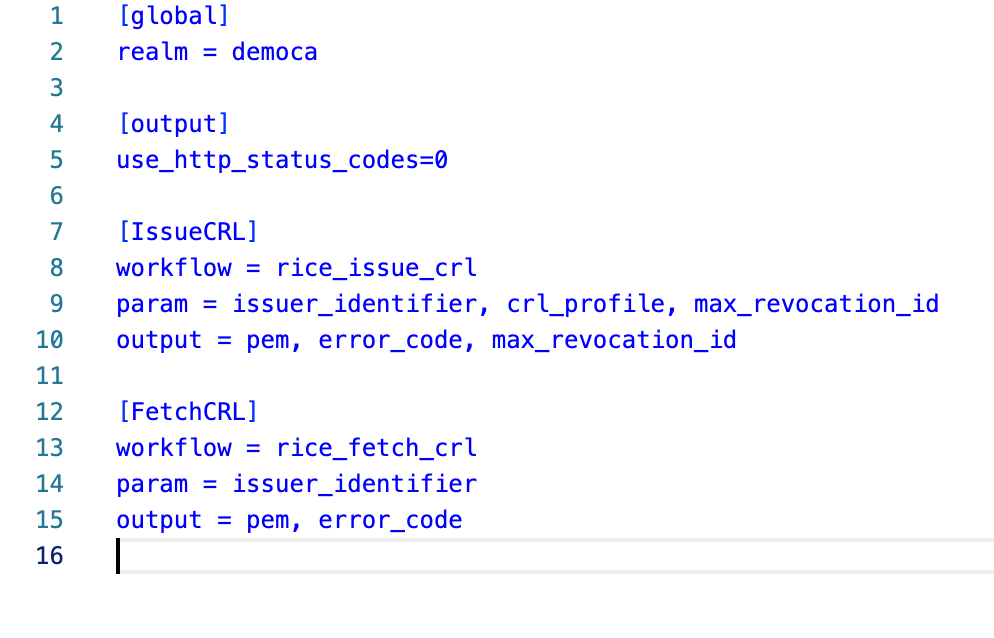 1 [global]
2 realm = democa
3
4 [output]
5 use_http_status_codes=0
6
7 [IssueCRL]
8 workflow = rice_issue_crl
9 param = issuer_identifier, crl_profile, max_revocation_id
10 output = pem, error_code, max_revocation_id
11
12 [FetchCRL]
13 workflow = rice_fetch_crl
14 param = issuer_identifier
15 output = pem, error_code
16